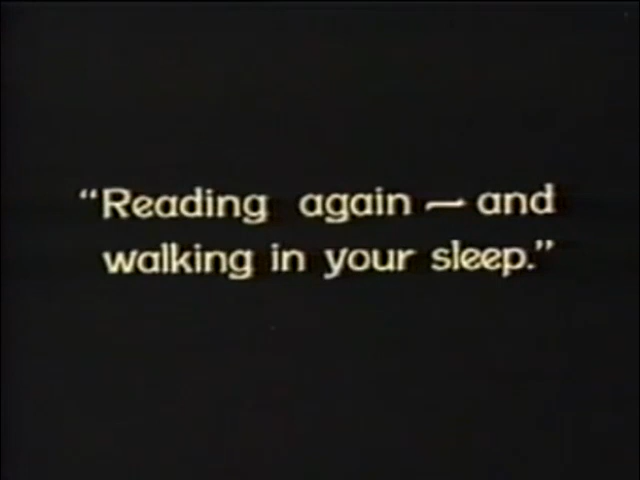 “Reading again — and
walking in your sleep.”